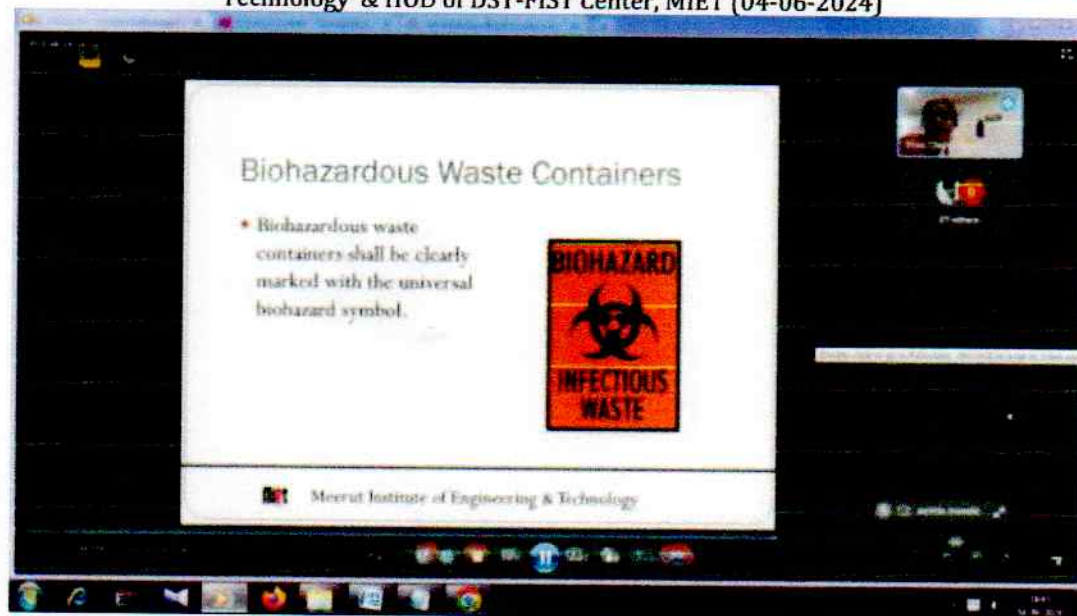 Technology & HOD of DST-FIST Center, MIET (04-06-2024)
Biohazardous Waste Containers
• Biohazardous waste
containers shall be clearly
marked with the universal
biohazard symbol.
BIOHAZARD
INFECTIOUS
WASTE
Meerut Institute of Engineering & Technology